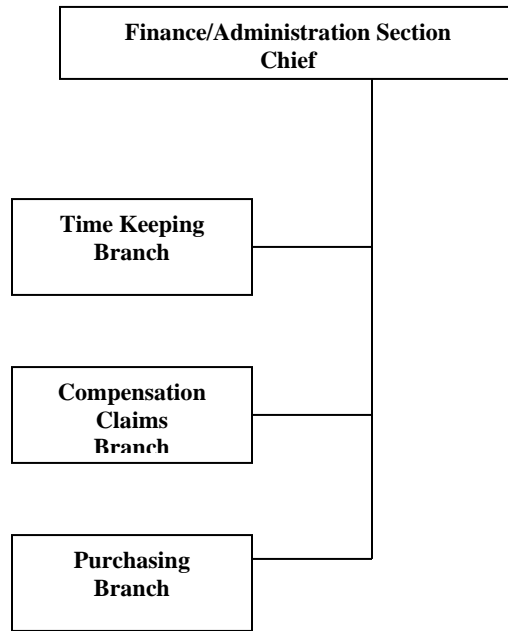 Finance/Administration Section
Chief
Time Keeping
Branch
Compensation
Claims
Branch
Purchasing
Branch